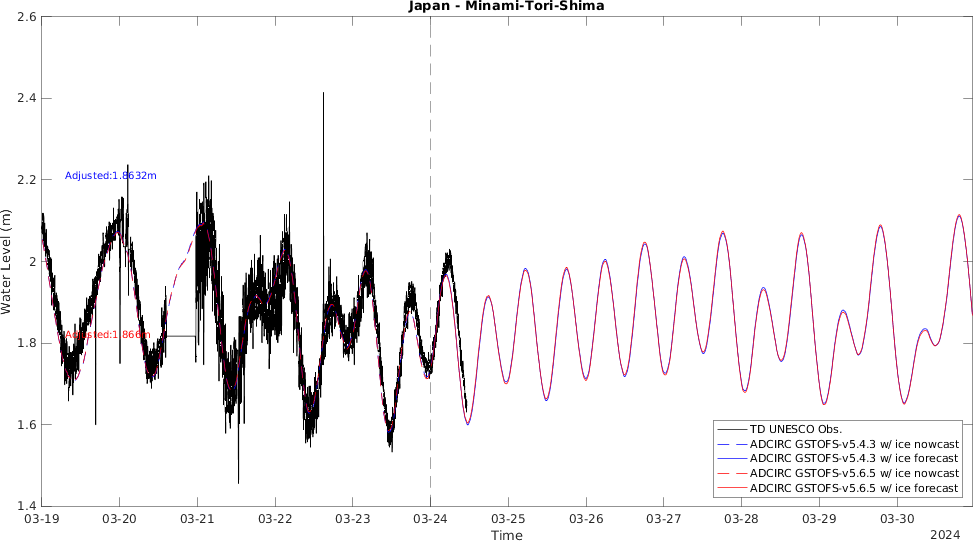 Japan - Minami-Tori-Shima
Water Level (m)
2.6
2.4
2.2
2
1.8
1.6
1.4
Adjusted:1.8632m
Adjusted:1.866m
TD UNESCO Obs.
ADCIRC GSTOFS-v5.4.3 w/ ice nowcast
ADCIRC GSTOFS-v5.4.3 w/ ice forecast
ADCIRC GSTOFS-v5.6.5 w/ ice nowcast
ADCIRC GSTOFS-v5.6.5 w/ ice forecast
03-19 03-20 03-21 03-22 03-23 03-24 03-25 03-26 03-27 03-28 03-29 03-30
Time
2024